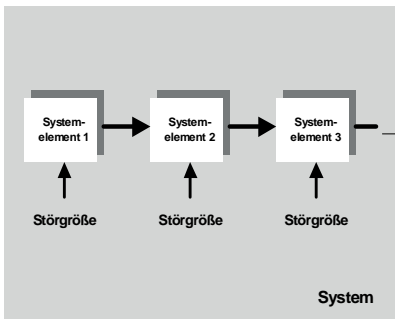 System-
element 1
System-
element 2
System-
element 3
Störgröße
Störgröße
Störgröße
System